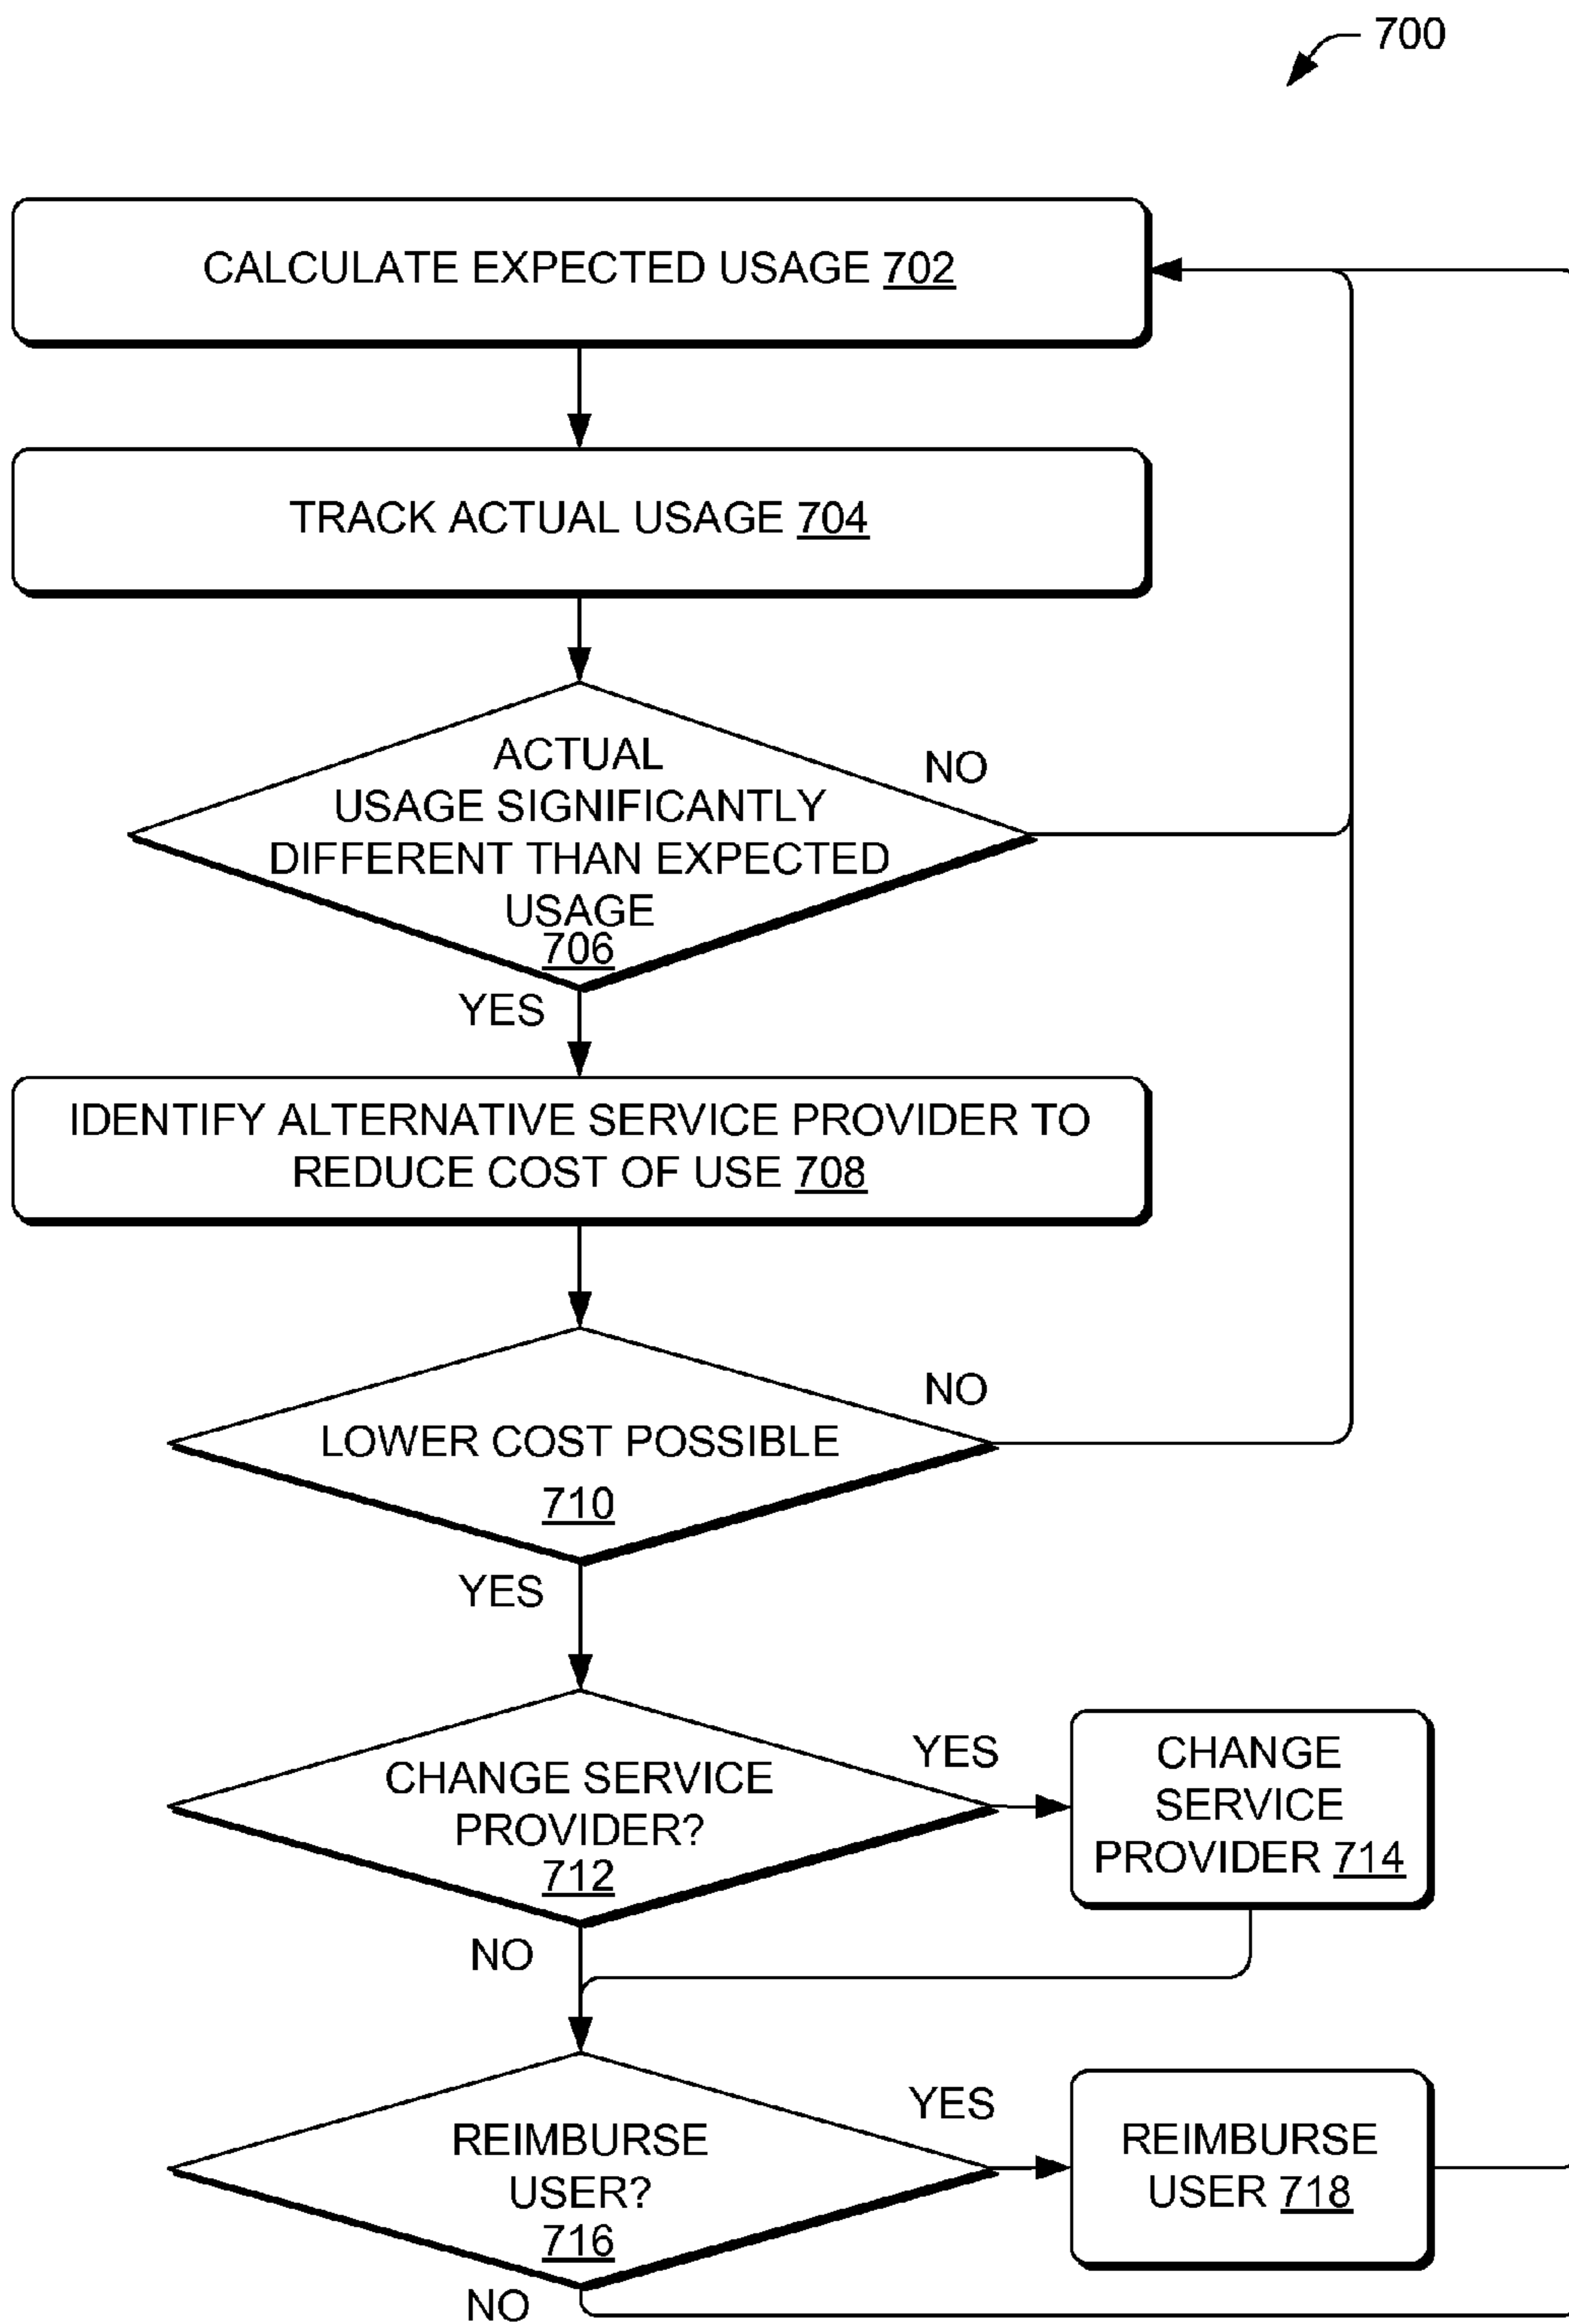 700
CALCULATE EXPECTED USAGE 702
TRACK ACTUAL USAGE 704
ACTUAL
USAGE SIGNIFICANTLY
DIFFERENT THAN EXPECTED
USAGE
706
NO
YES
IDENTIFY ALTERNATIVE SERVICE PROVIDER TO
REDUCE COST OF USE 708
LOWER COST POSSIBLE
710
NO
YES
CHANGE SERVICE
PROVIDER?
712
YES
CHANGE
SERVICE
PROVIDER 714
NO
REIMBURSE
USER?
716
YES
REIMBURSE
USER 718
NO